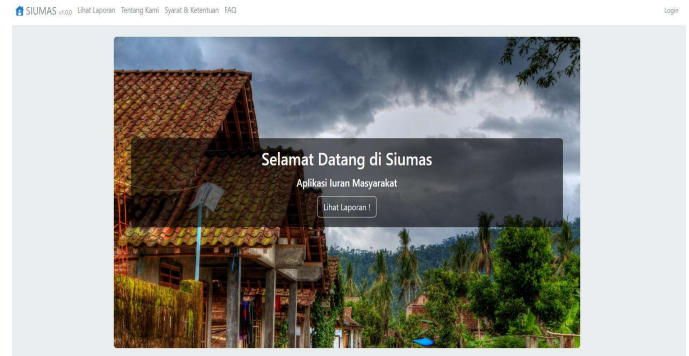 SIUMAS v1.0.0 Lihat Laporan Tentang Kami Syarat & Ketentuan FAQ Login
Selamat Datang di Siumas
Aplikasi Iuran Masyarakat
Lihat Laporan !